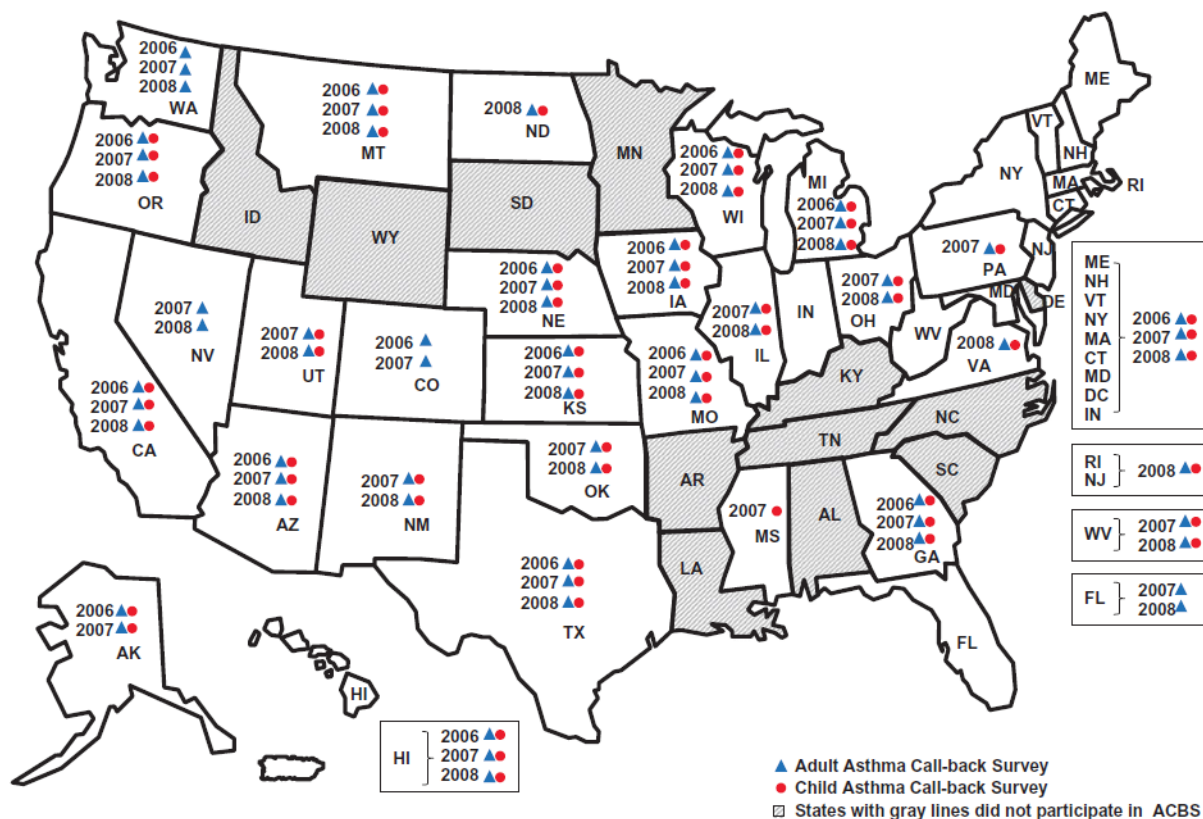 2006
2007
2008
WA
2006
2007
2008
OR
ID
2006
2007
2008
MT
WY
2008
ND
SD
MN
2006
2007
2008
NE
2006
2007
2008
KS
2007
2008
NV
2006
2007
2008
CA
2007
2008
UT
2006
2007
CO
2006
2007
2008
AZ
2007
2008
NM
2007
2008
OK
2006
2007
2008
TX
2006
2007
2008
WI
MI
2006
2007
2008
2006
2007
2008
IA
2007
2008
IL
IN
2007
2008
OH
2006
2007
2008
MO
KY
TN
AR
LA
2007
MS
AL
2006
2007
2008
GA
FL
SC
NC
2008
VA
WV
MD
DE
2007
PA
NJ
NY
VT
NH
ME
MA
CT
RI
2006
2007
AK
HI
HI
2006
2007
2008
ME
NH
VT
NY
MA
CT
MD
DC
IN
2006
2007
2008
RI
NJ
2008
WV
2007
2008
FL
2007
2008
Adult Asthma Call-back Survey
Child Asthma Call-back Survey
States with gray lines did not participate in ACBS